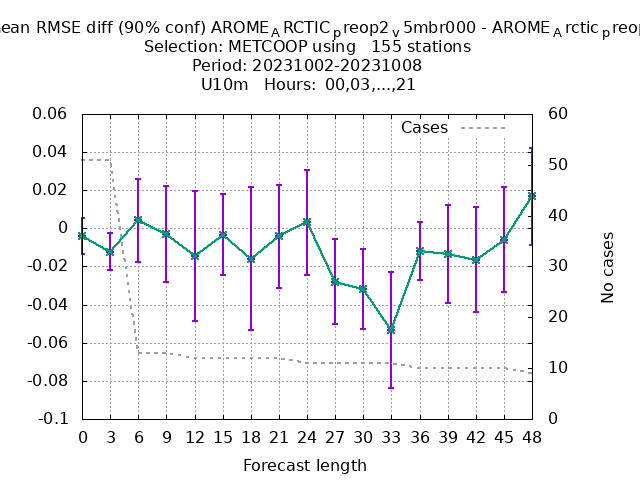 ean RMSE diff (90% conf) AROME_ARCTIC_preop2_v5mbr000 - AROME_Arctic_preop
Selection: METCOOP using   155 stations
Period: 20231002-20231008
U10m   Hours: 00,03,...,21
Cases
0.06
0.04
0.02
0
-0.02
-0.04
-0.06
-0.08
-0.1
60
50
40
30
20
10
0
No cases
0 3 6 9 12 15 18 21 24 27 30 33 36 39 42 45 48
Forecast length